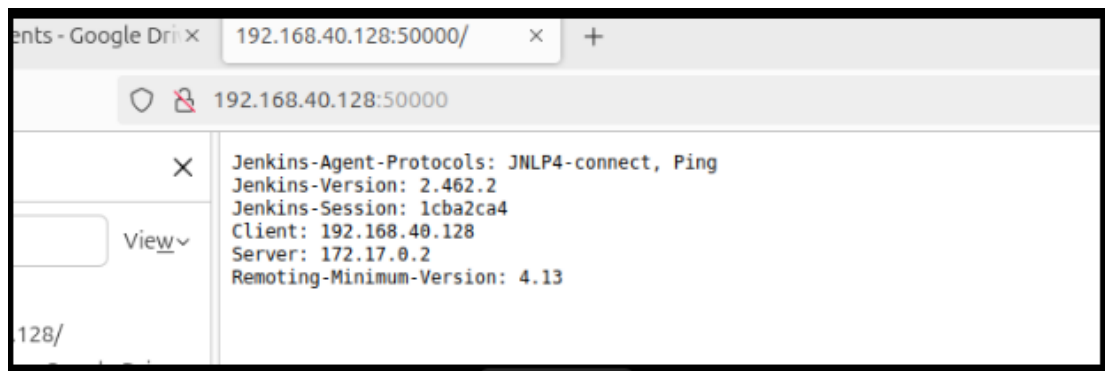 ents - Google Dri
192.168.40.128:50000/
192.168.40.128:50000
View
.128/
Jenkins-Agent-Protocols: JNLP4-connect, Ping
Jenkins-Version: 2.462.2
Jenkins-Session: 1cba2ca4
Client: 192.168.40.128
Server: 172.17.0.2
Remoting-Minimum-Version: 4.13